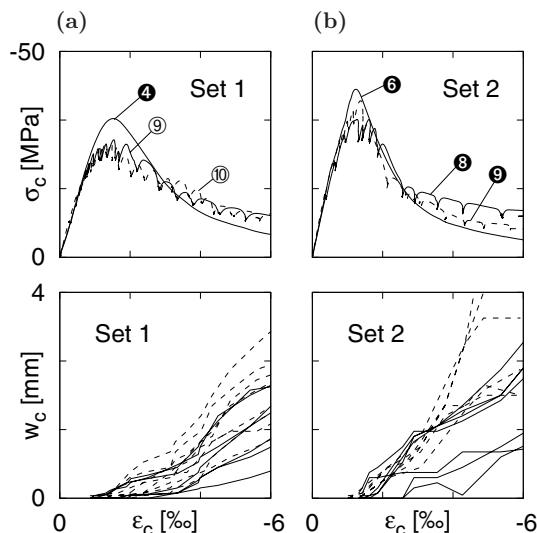 (a) (b)
-50
σc [MPa]
0
❹
Set 1
⑨
⑩
❻
Set 2
❽
❾
4
wc [mm]
0
Set 1
Set 2
0 εc [‰] -6
0 εc [‰] -6